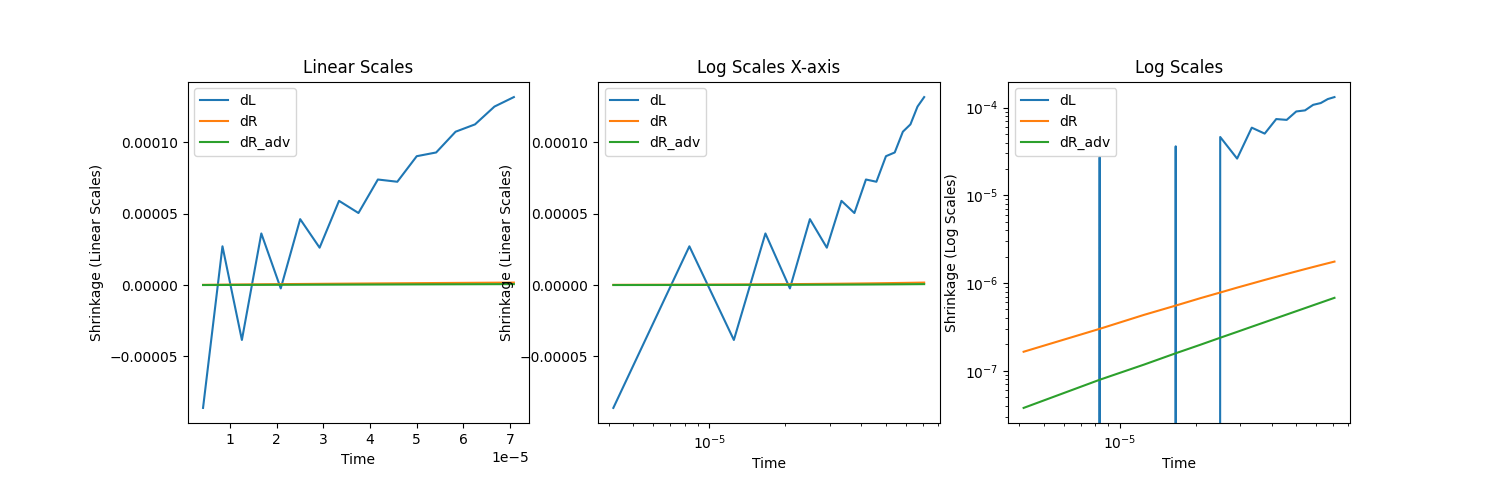 Linear Scales
dL
dR
dR_adv
0.00010
0.00005
0.00000
−0.00005
Shrinkage (Linear Scales)
1 2 3 4 5 6 7
1e−5
Time
Log Scales X-axis
dL
dR
dR_adv
0.00010
0.00005
0.00000
−0.00005
Shrinkage (Linear Scales)
10⁻⁵
Time
Log Scales
dL
dR
dR_adv
10⁻⁴
10⁻⁵
10⁻⁶
10⁻⁷
Shrinkage (Log Scales)
10⁻⁵
Time